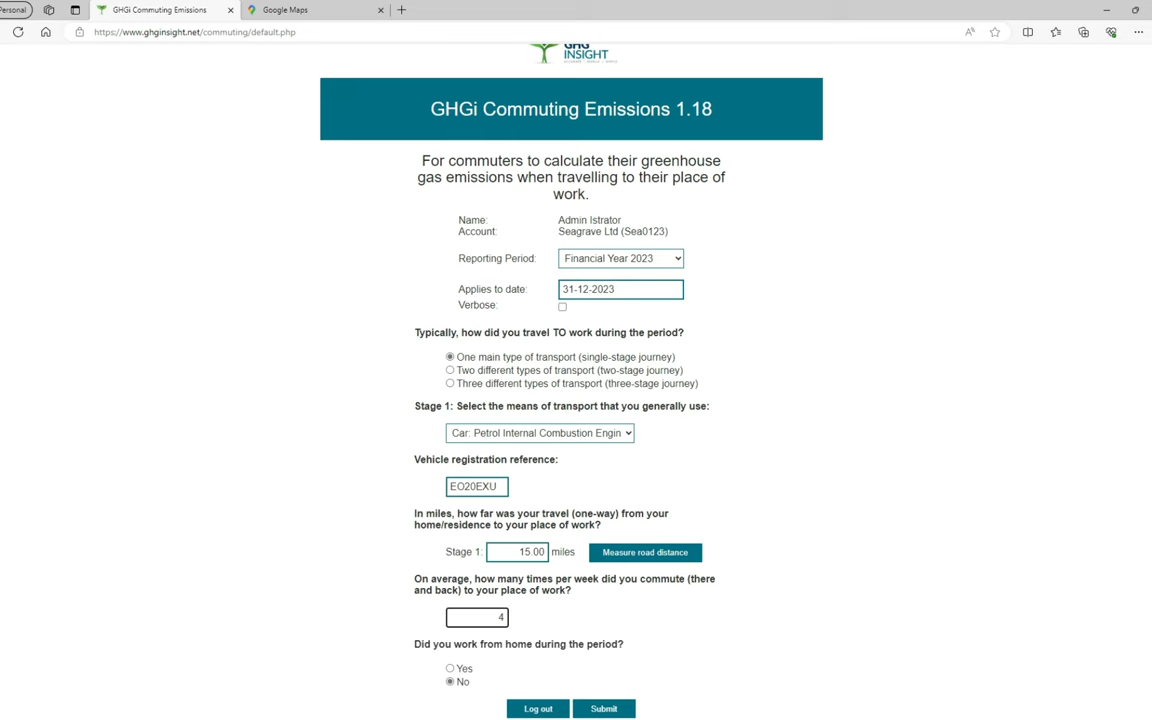 Personal
GHGi Commuting Emissions
Google Maps
https://www.ghginsight.net/commuting/default.php
GHG
INSIGHT
GHGi Commuting Emissions 1.18
For commuters to calculate their greenhouse
gas emissions when travelling to their place of
work.
Name: Admin Istrator
Account: Seagrave Ltd (Sea0123)
Reporting Period: Financial Year 2023
Applies to date: 31-12-2023
Verbose:
Typically, how did you travel TO work during the period?
One main type of transport (single-stage journey)
Two different types of transport (two-stage journey)
Three different types of transport (three-stage journey)
Stage 1: Select the means of transport that you generally use:
Car: Petrol Internal Combustion Engin
Vehicle registration reference:
EO20EXU
In miles, how far was your travel (one-way) from your
home/residence to your place of work?
Stage 1: 15.00 miles Measure road distance
On average, how many times per week did you commute (there
and back) to your place of work?
4
Did you work from home during the period?
Yes
No
Log out Submit